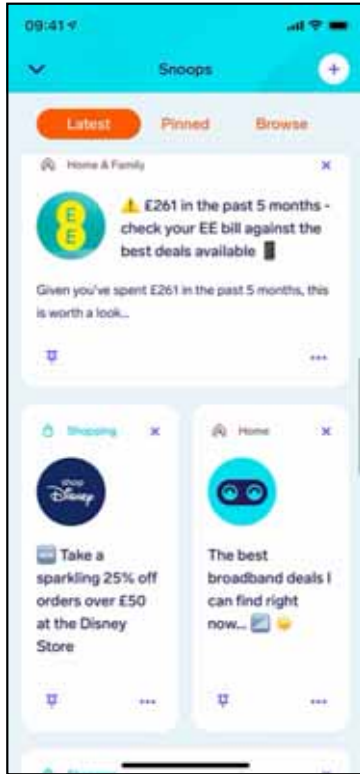 09:41
Snoops
+
Latest Pinned Browse
Home & Family ×
E
E
⚠️ £261 in the past 5 months -
check your EE bill against the
best deals available 📱
Given you've spent £261 in the past 5 months, this
is worth a look...
...
Shopping ×
shop
Disney
🆕 Take a
sparkling 25% off
orders over £50
at the Disney
Store
...
Home ×
The best
broadband deals I
can find right
now...
...